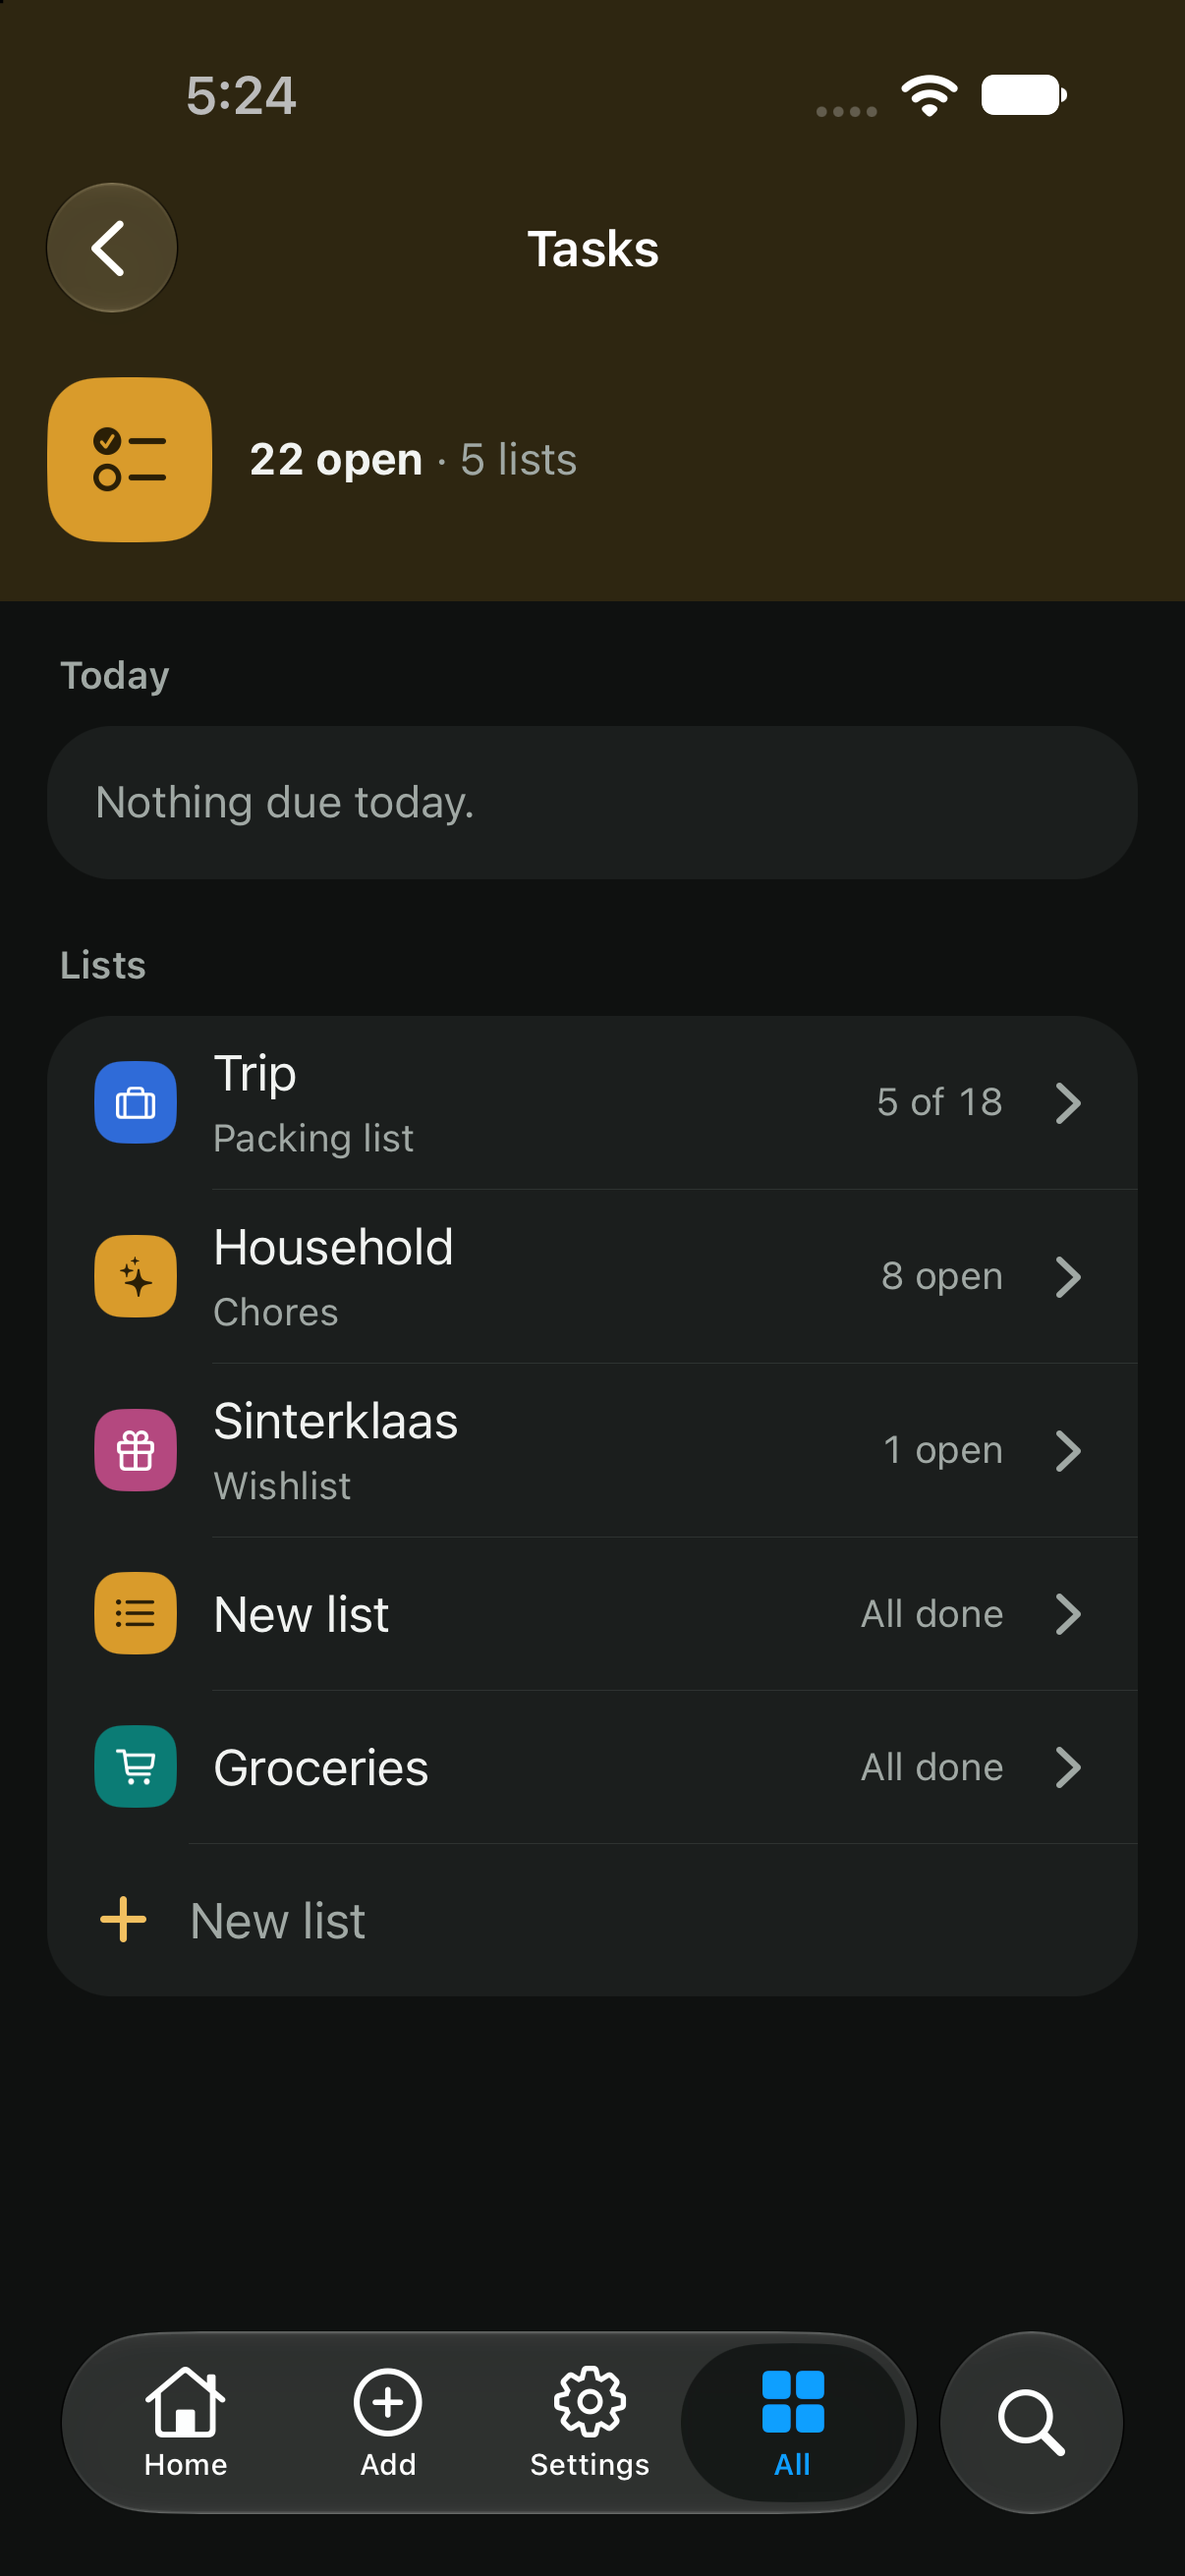 5:24
Tasks
22 open · 5 lists
Today
Nothing due today.
Lists
Trip
Packing list
5 of 18
Household
Chores
8 open
Sinterklaas
Wishlist
1 open
New list
All done
Groceries
All done
New list
Home
Add
Settings
All